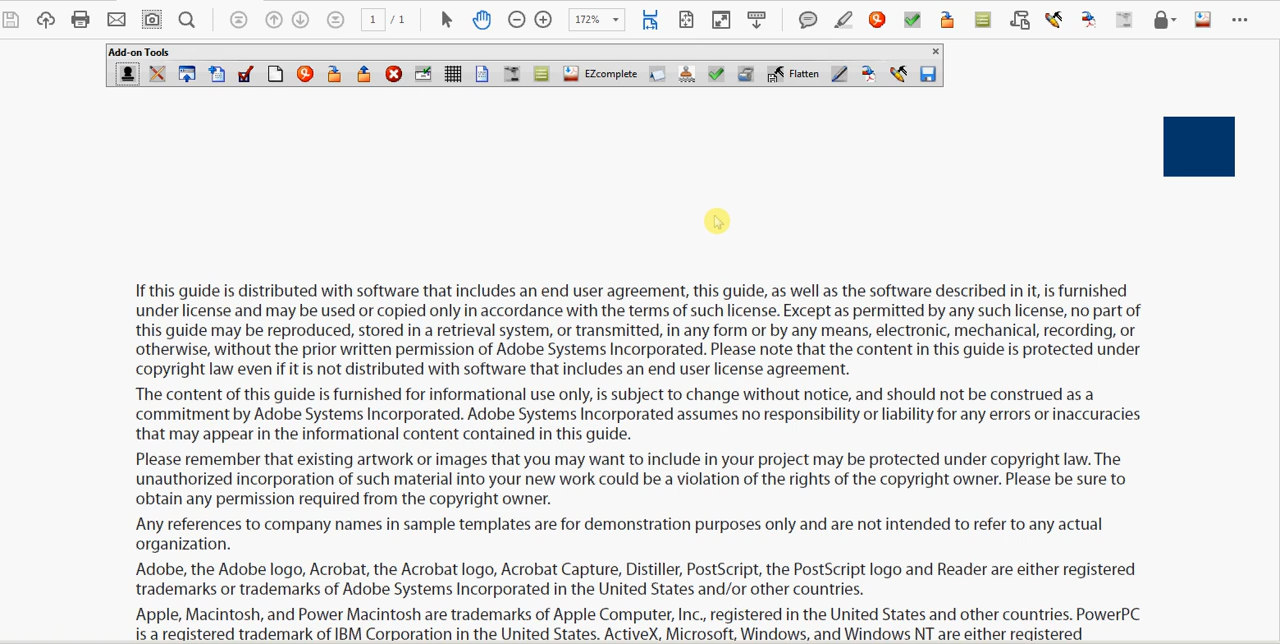 1 / 1 172%
Add-on Tools
EZcomplete Flatten
If this guide is distributed with software that includes an end user agreement, this guide, as well as the software described in it, is furnished
under license and may be used or copied only in accordance with the terms of such license. Except as permitted by any such license, no part of
this guide may be reproduced, stored in a retrieval system, or transmitted, in any form or by any means, electronic, mechanical, recording, or
otherwise, without the prior written permission of Adobe Systems Incorporated. Please note that the content in this guide is protected under
copyright law even if it is not distributed with software that includes an end user license agreement.
The content of this guide is furnished for informational use only, is subject to change without notice, and should not be construed as a
commitment by Adobe Systems Incorporated. Adobe Systems Incorporated assumes no responsibility or liability for any errors or inaccuracies
that may appear in the informational content contained in this guide.
Please remember that existing artwork or images that you may want to include in your project may be protected under copyright law. The
unauthorized incorporation of such material into your new work could be a violation of the rights of the copyright owner. Please be sure to
obtain any permission required from the copyright owner.
Any references to company names in sample templates are for demonstration purposes only and are not intended to refer to any actual
organization.
Adobe, the Adobe logo, Acrobat, the Acrobat logo, Acrobat Capture, Distiller, PostScript, the PostScript logo and Reader are either registered
trademarks or trademarks of Adobe Systems Incorporated in the United States and/or other countries.
Apple, Macintosh, and Power Macintosh are trademarks of Apple Computer, Inc., registered in the United States and other countries. PowerPC
is a registered trademark of IBM Corporation in the United States. ActiveX, Microsoft, Windows, and Windows NT are either registered